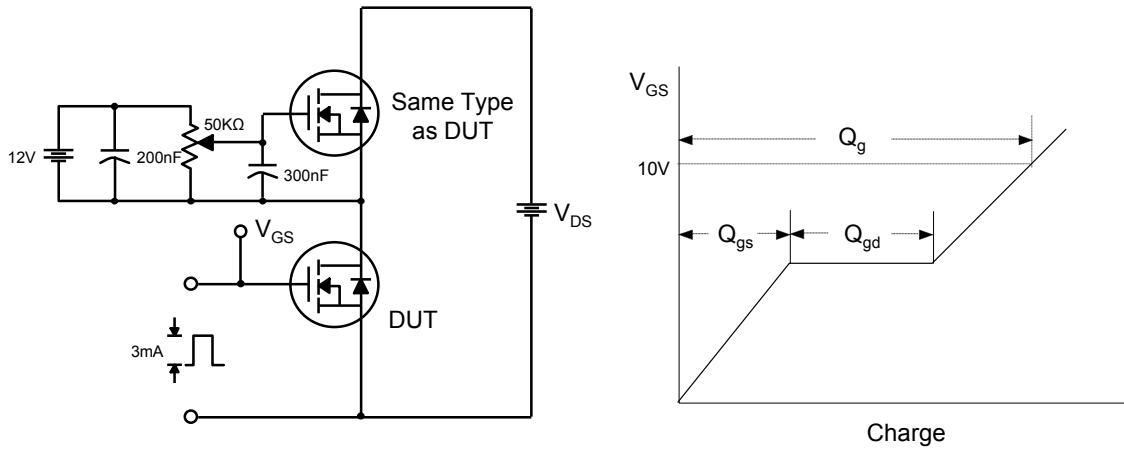 Same Type
as DUT
50KΩ
12V
200nF
300nF
V_GS
DUT
3mA
V_DS
V_GS
Q_g
10V
Q_gs
Q_gd
Charge